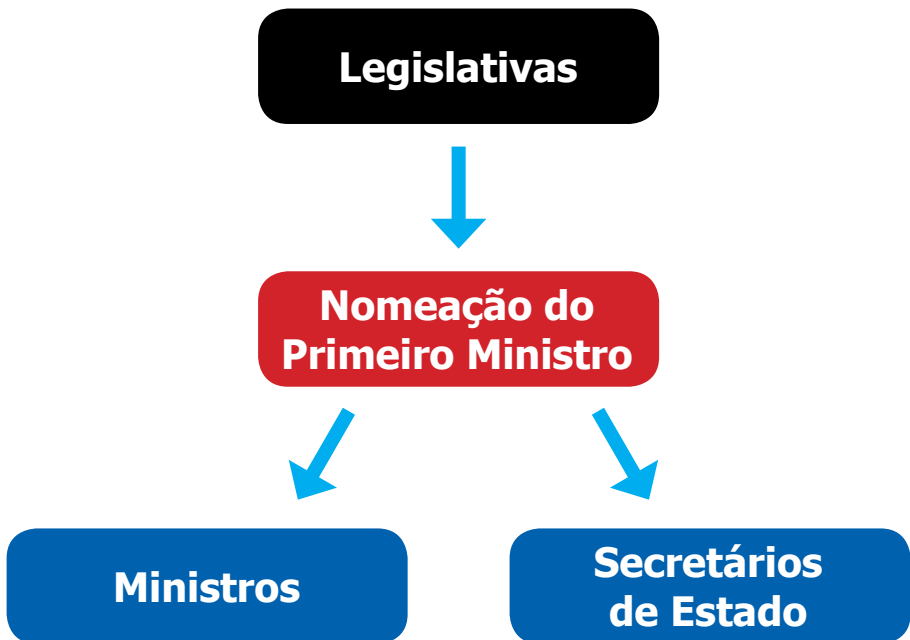 Legislativas
Nomeação do
Primeiro Ministro
Ministros
Secretários
de Estado